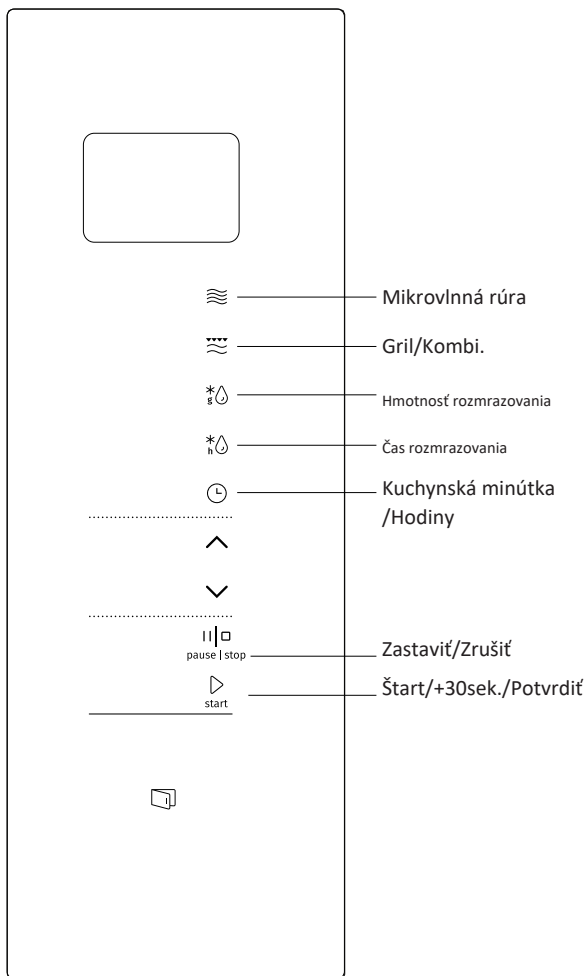 Mikrovlnná rúra
Gril/Kombi.
g
Hmotnosť rozmrazovania
h
Čas rozmrazovania
Kuchynská minútka
/Hodiny
pause | stop
Zastaviť/Zrušiť
Štart/+30sek./Potvrdiť
start